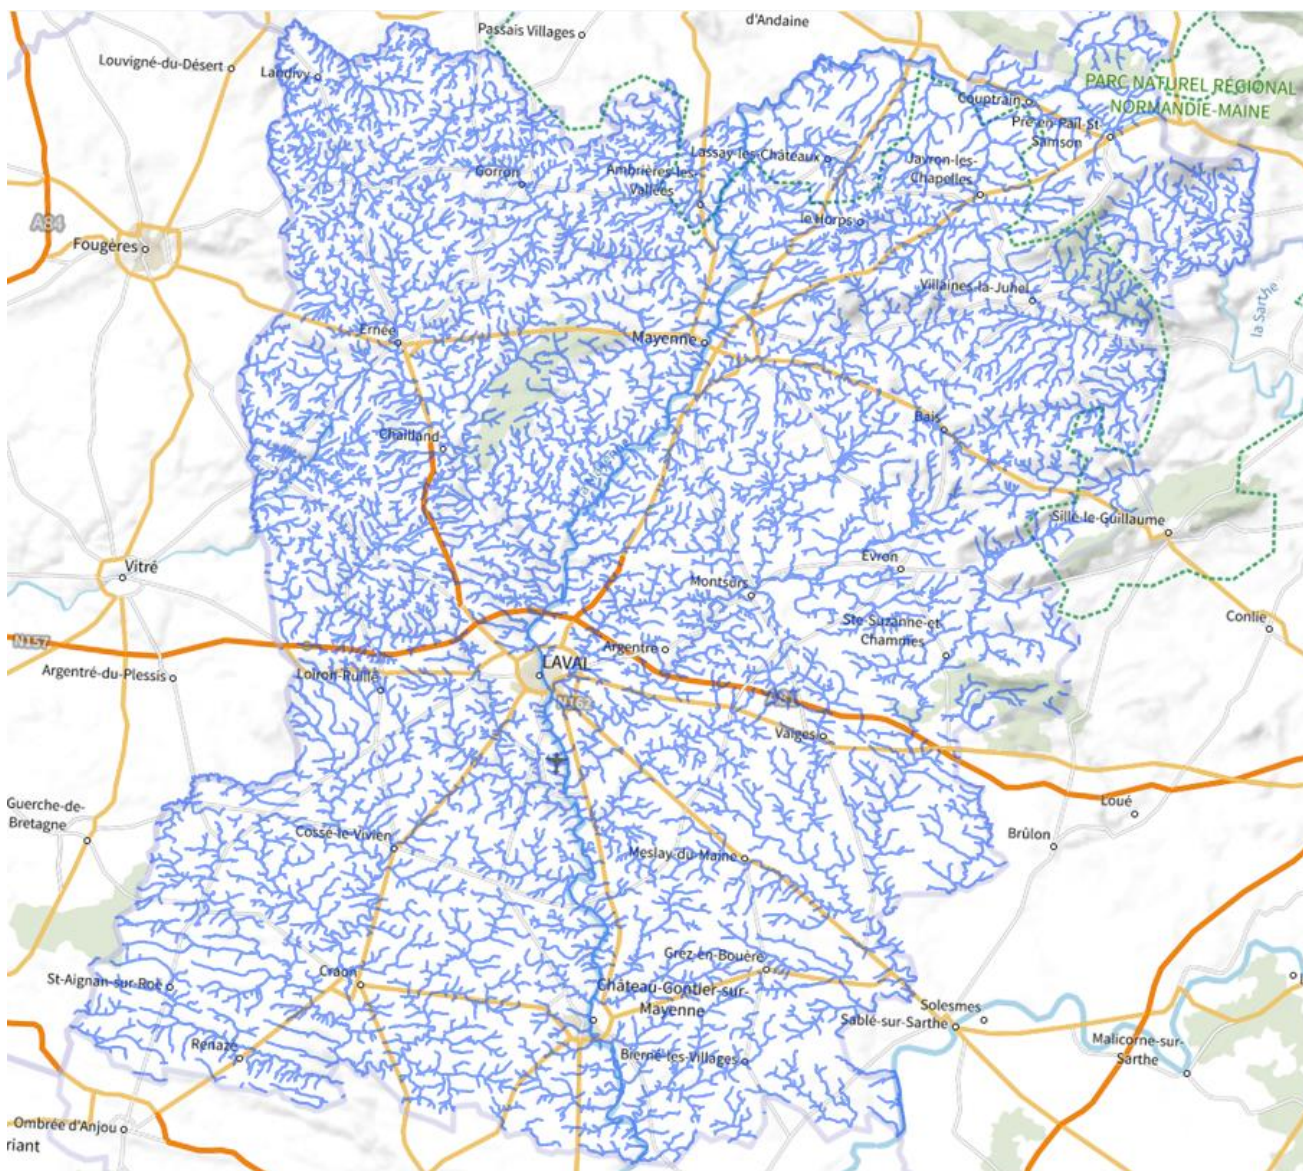 d'Andaine
Passais Villages
Louvigné-du-Désert
Landivy
PARC NATUREL RÉGIONAL
NORMANDIE-MAINE
Couptrain
Pré-en-Pail-St-
Samson
Lassay-les-Châteaux
Javron-les-
Chapelles
Gorron
Ambrières-les-
Vallées
le Horps
A84
Fougères
Villaines-la-Juhel
la Sarthe
Ernée
Mayenne
Bais
Chailland
Sillé-le-Guillaume
Vitré
Evron
Montsûrs
Ste-Suzanne-et-
Chammes
Conlie
N157
Argentré
LAVAL
Argentré-du-Plessis
Loiron-Ruillé
N162
A81
Vaiges
Guerche-de-
Bretagne
Loué
Cossé-le-Vivien
Brûlon
Meslay-du-Maine
Grez-en-Bouère
St-Aignan-sur-Roë
Craon
Château-Gontier-sur-
Mayenne
Solesmes
Sablé-sur-Sarthe
Malicorne-sur-
Sarthe
Renazé
Bierné-les-Villages
Ombrée d'Anjou
riant